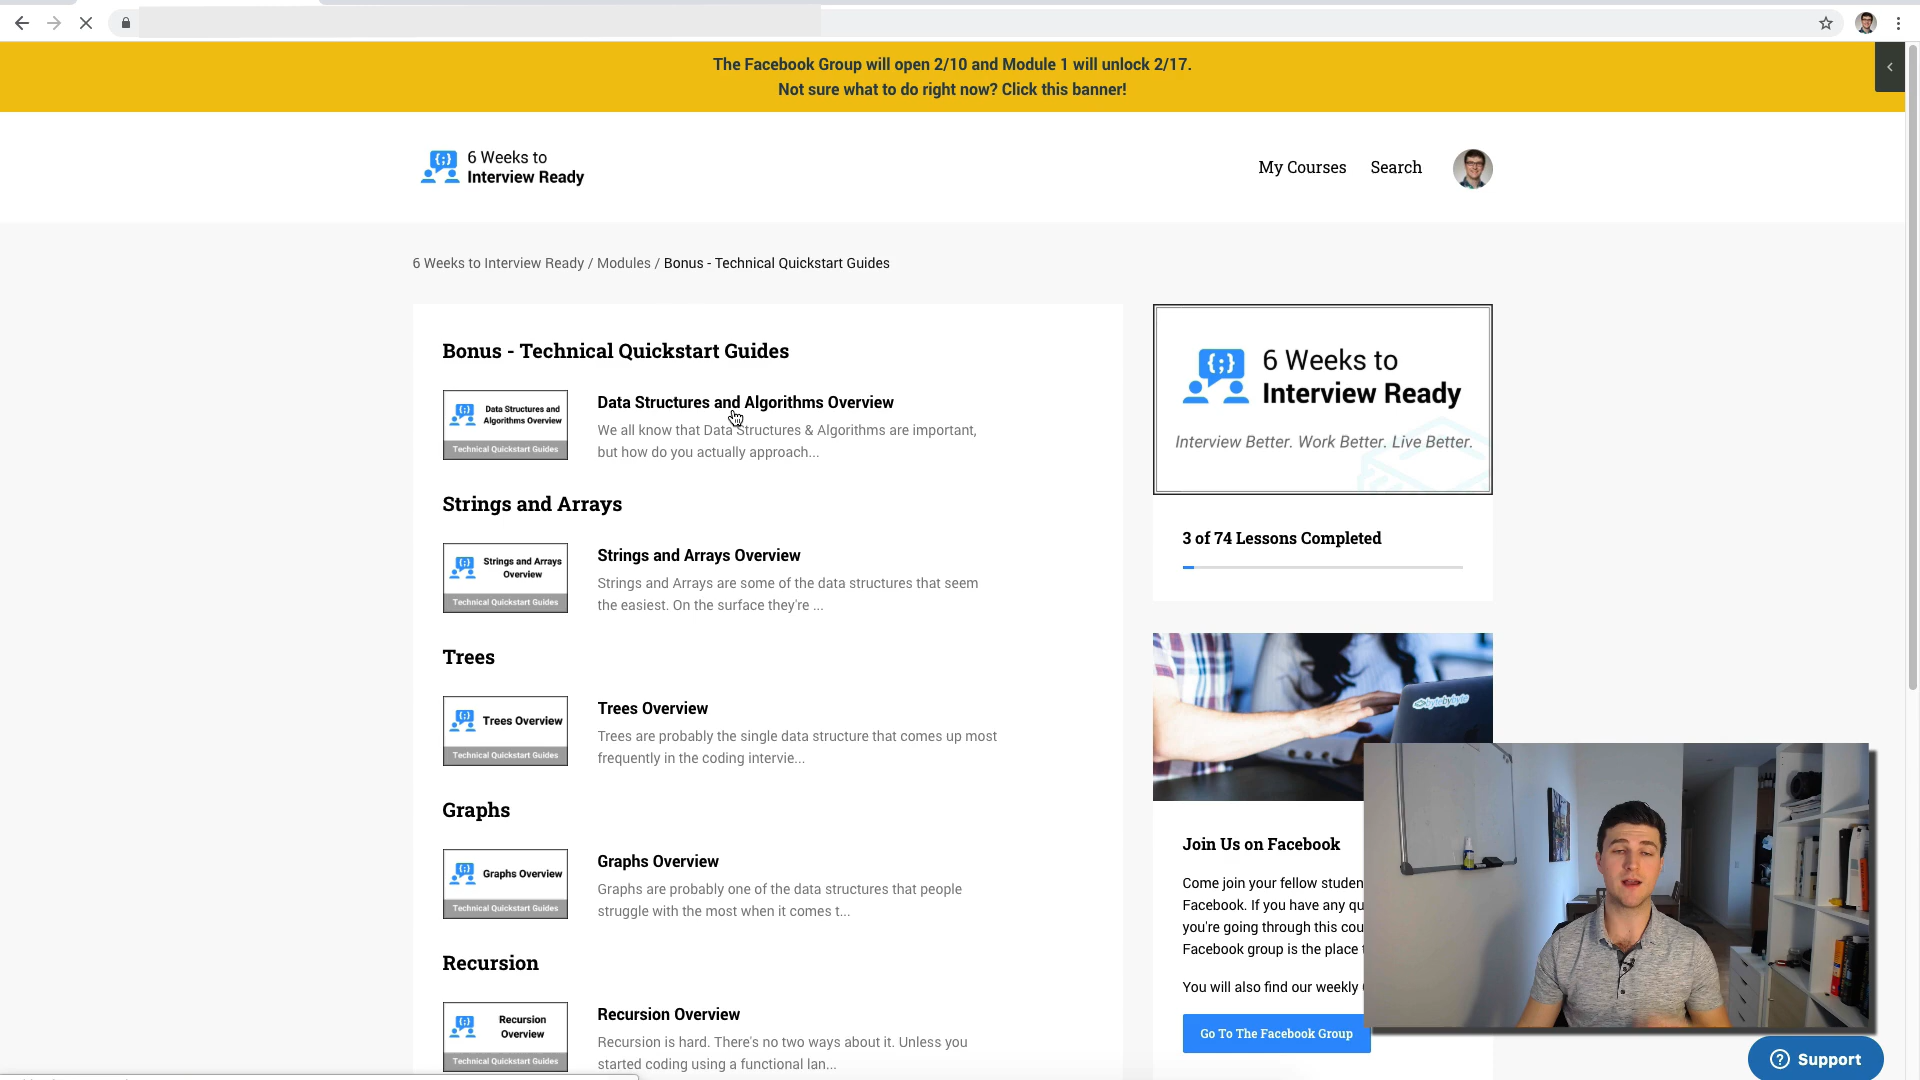 The Facebook Group will open 2/10 and Module 1 will unlock 2/17.
Not sure what to do right now? Click this banner!
6 Weeks to
Interview Ready
My Courses
Search
6 Weeks to Interview Ready / Modules / Bonus - Technical Quickstart Guides
Bonus - Technical Quickstart Guides
Data Structures and
Algorithms Overview
Technical Quickstart Guides
Data Structures and Algorithms Overview
We all know that Data Structures & Algorithms are important,
but how do you actually approach...
Strings and Arrays
Strings and Arrays
Overview
Technical Quickstart Guides
Strings and Arrays Overview
Strings and Arrays are some of the data structures that seem
the easiest. On the surface they're ...
Trees
Trees Overview
Technical Quickstart Guides
Trees Overview
Trees are probably the single data structure that comes up most
frequently in the coding intervie...
Graphs
Graphs Overview
Technical Quickstart Guides
Graphs Overview
Graphs are probably one of the data structures that people
struggle with the most when it comes t...
Recursion
Recursion
Overview
Technical Quickstart Guides
Recursion Overview
Recursion is hard. There's no two ways about it. Unless you
started coding using a functional lan...
{;} 6 Weeks to
Interview Ready
Interview Better. Work Better. Live Better.
3 of 74 Lessons Completed
bytebybyte
Join Us on Facebook
Come join your fellow studen
Facebook. If you have any qu
you're going through this cou
Facebook group is the place
You will also find our weekly
Go To The Facebook Group
Support